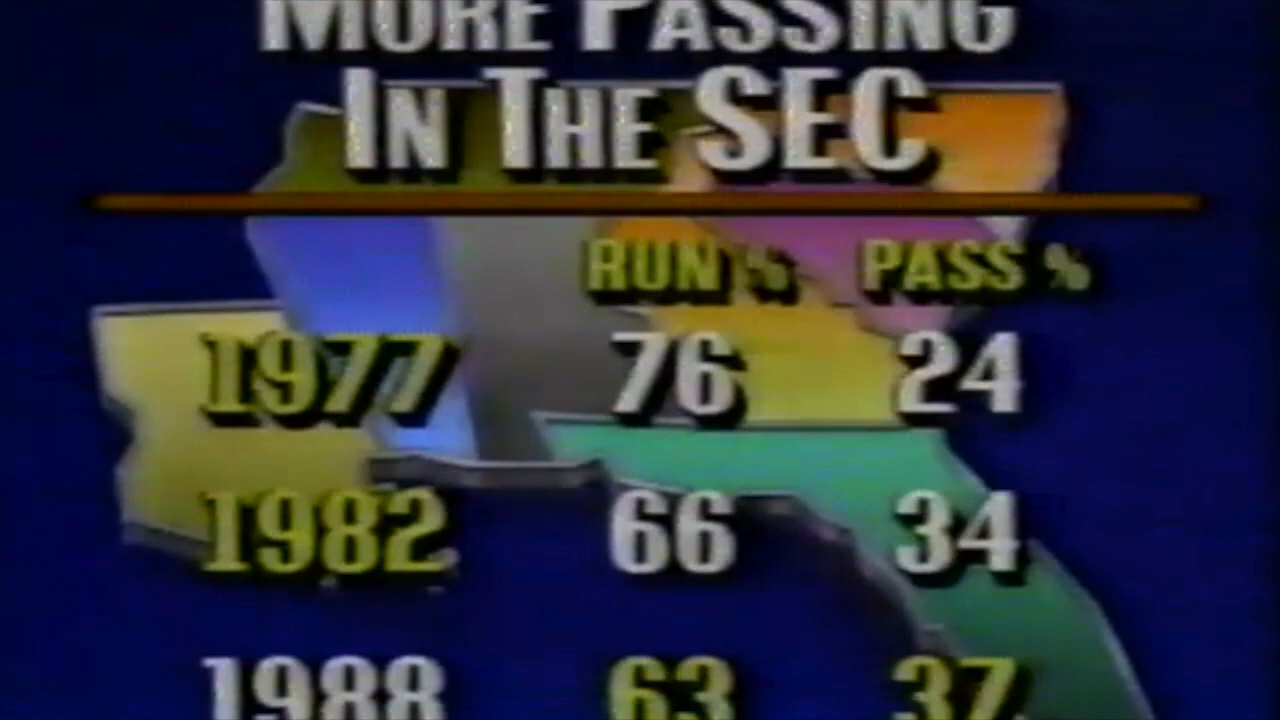 MORE PASSING
IN THE SEC
RUN % PASS %
1977 76 24
1982 66 34
1988 63 37